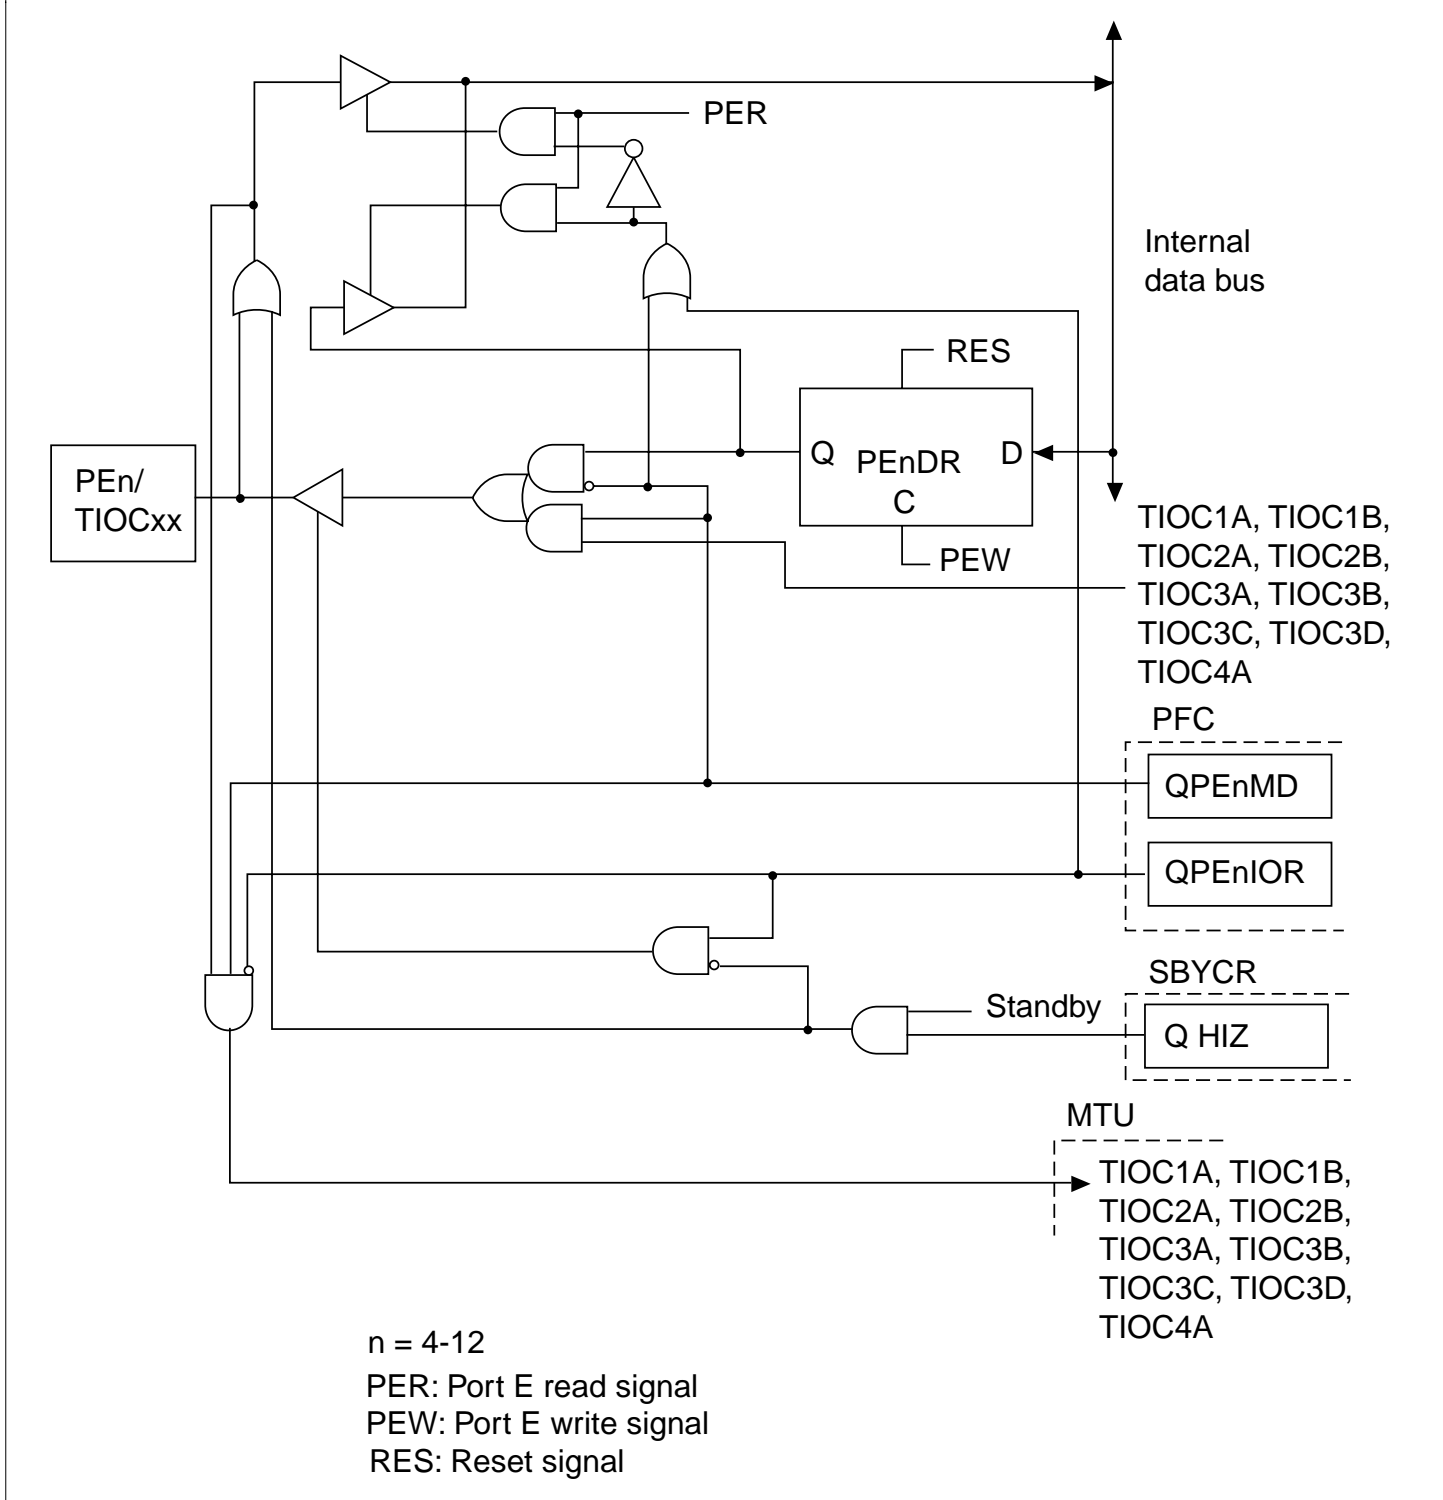 PER
Internal
data bus
RES
Q PEnDR D
C
PEn/
TIOCxx
PEW
TIOC1A, TIOC1B,
TIOC2A, TIOC2B,
TIOC3A, TIOC3B,
TIOC3C, TIOC3D,
TIOC4A
PFC
QPEnMD
QPEnIOR
SBYCR
Standby
Q HIZ
MTU
TIOC1A, TIOC1B,
TIOC2A, TIOC2B,
TIOC3A, TIOC3B,
TIOC3C, TIOC3D,
TIOC4A
n = 4-12
PER: Port E read signal
PEW: Port E write signal
RES: Reset signal